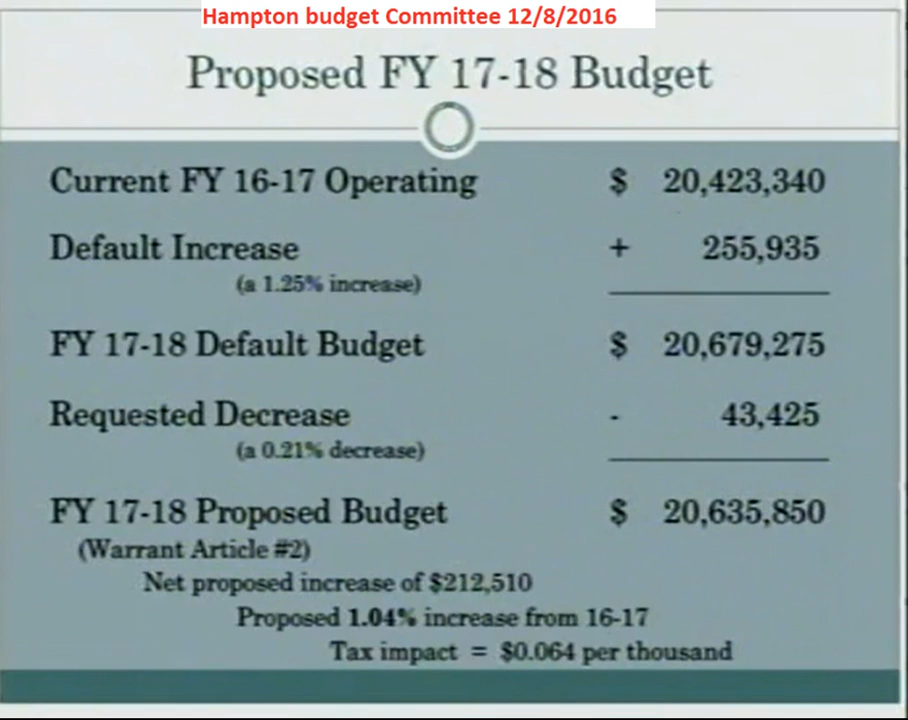 Hampton budget Committee 12/8/2016
Proposed FY 17-18 Budget
Current FY 16-17 Operating $ 20,423,340
Default Increase + 255,935
(a 1.25% increase)
FY 17-18 Default Budget $ 20,679,275
Requested Decrease - 43,425
(a 0.21% decrease)
FY 17-18 Proposed Budget $ 20,635,850
(Warrant Article #2)
Net proposed increase of $212,510
Proposed 1.04% increase from 16-17
Tax impact = $0.064 per thousand